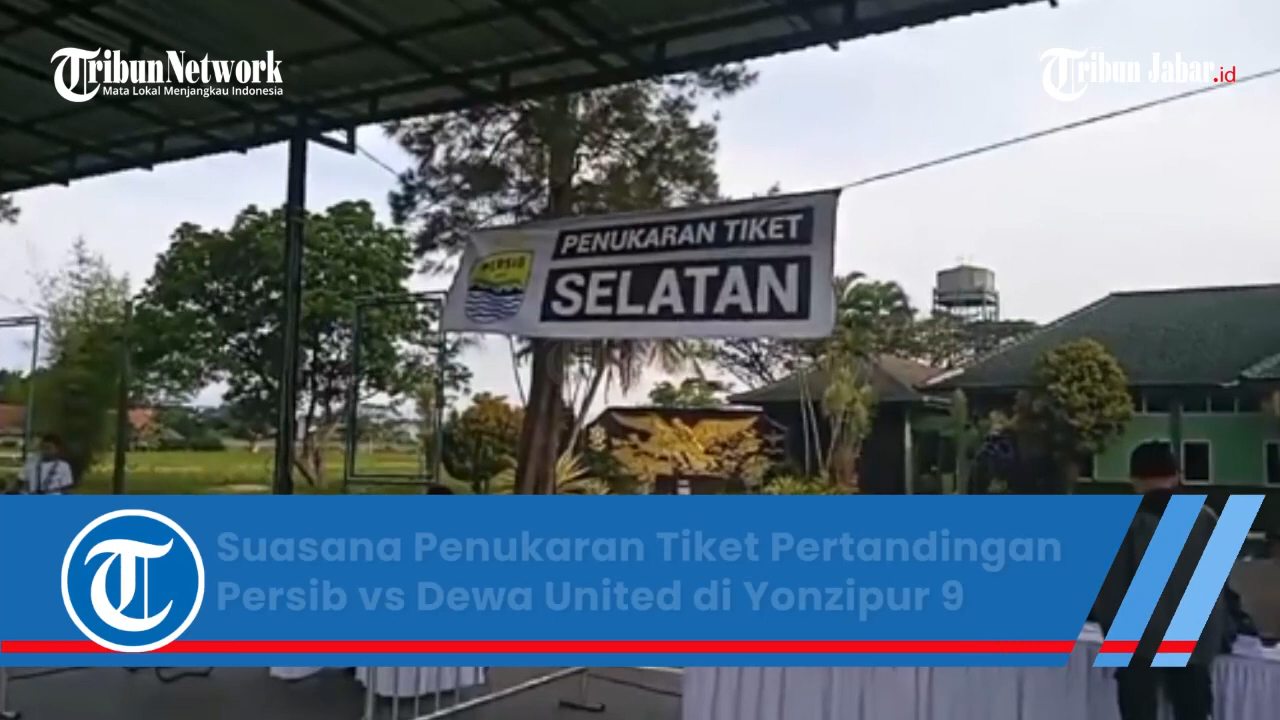 TribunNetwork
Mata Lokal Menjangkau Indonesia
Tribun Jabar.id
PENUKARAN TIKET
PERSIB
SELATAN
Suasana Penukaran Tiket Pertandingan
Persib vs Dewa United di Yonzipur 9